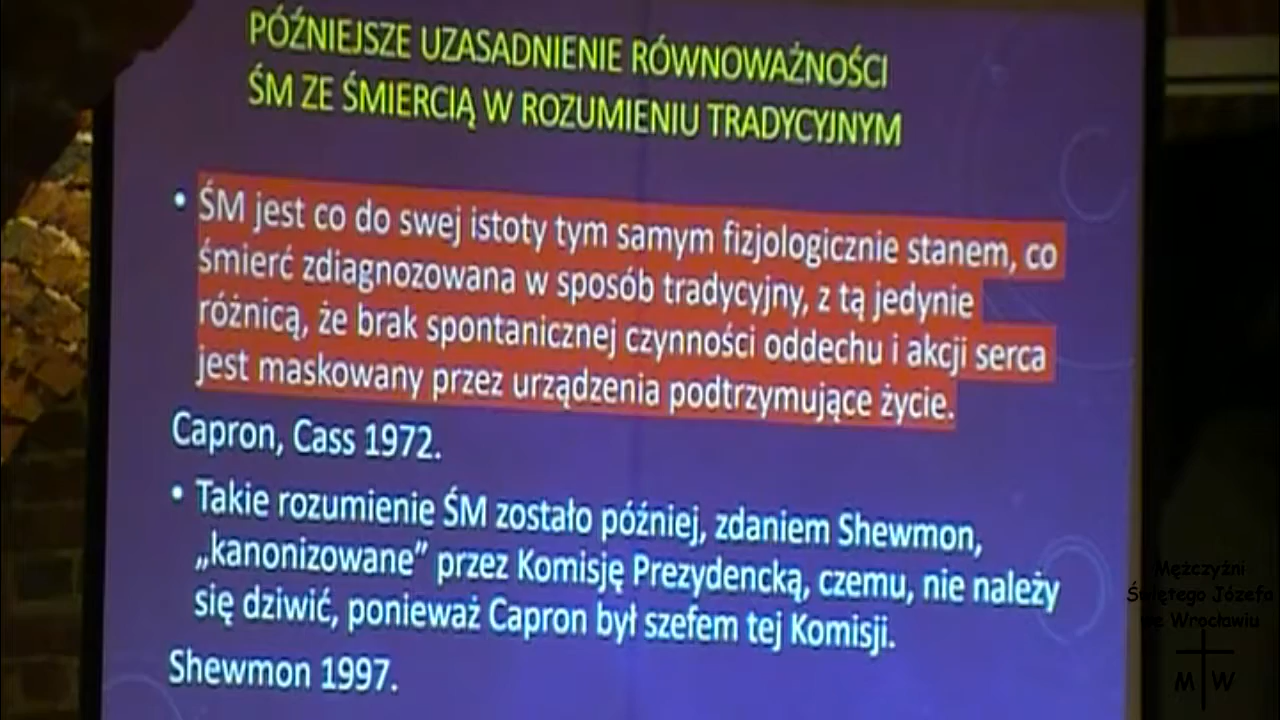 PÓŹNIEJSZE UZASADNIENIE RÓWNOWAŻNOŚCI
ŚM ZE ŚMIERCIĄ W ROZUMIENIU TRADYCYJNYM
• ŚM jest co do swej istoty tym samym fizjologicznie stanem, co
śmierć zdiagnozowana w sposób tradycyjny, z tą jedynie
różnicą, że brak spontanicznej czynności oddechu i akcji serca
jest maskowany przez urządzenia podtrzymujące życie.
Capron, Cass 1972.
• Takie rozumienie ŚM zostało później, zdaniem Shewmon,
„kanonizowane” przez Komisję Prezydencką, czemu, nie należy
się dziwić, ponieważ Capron był szefem tej Komisji.
Shewmon 1997.
Mężczyźni
Świętego Józefa
we Wrocławiu
M W